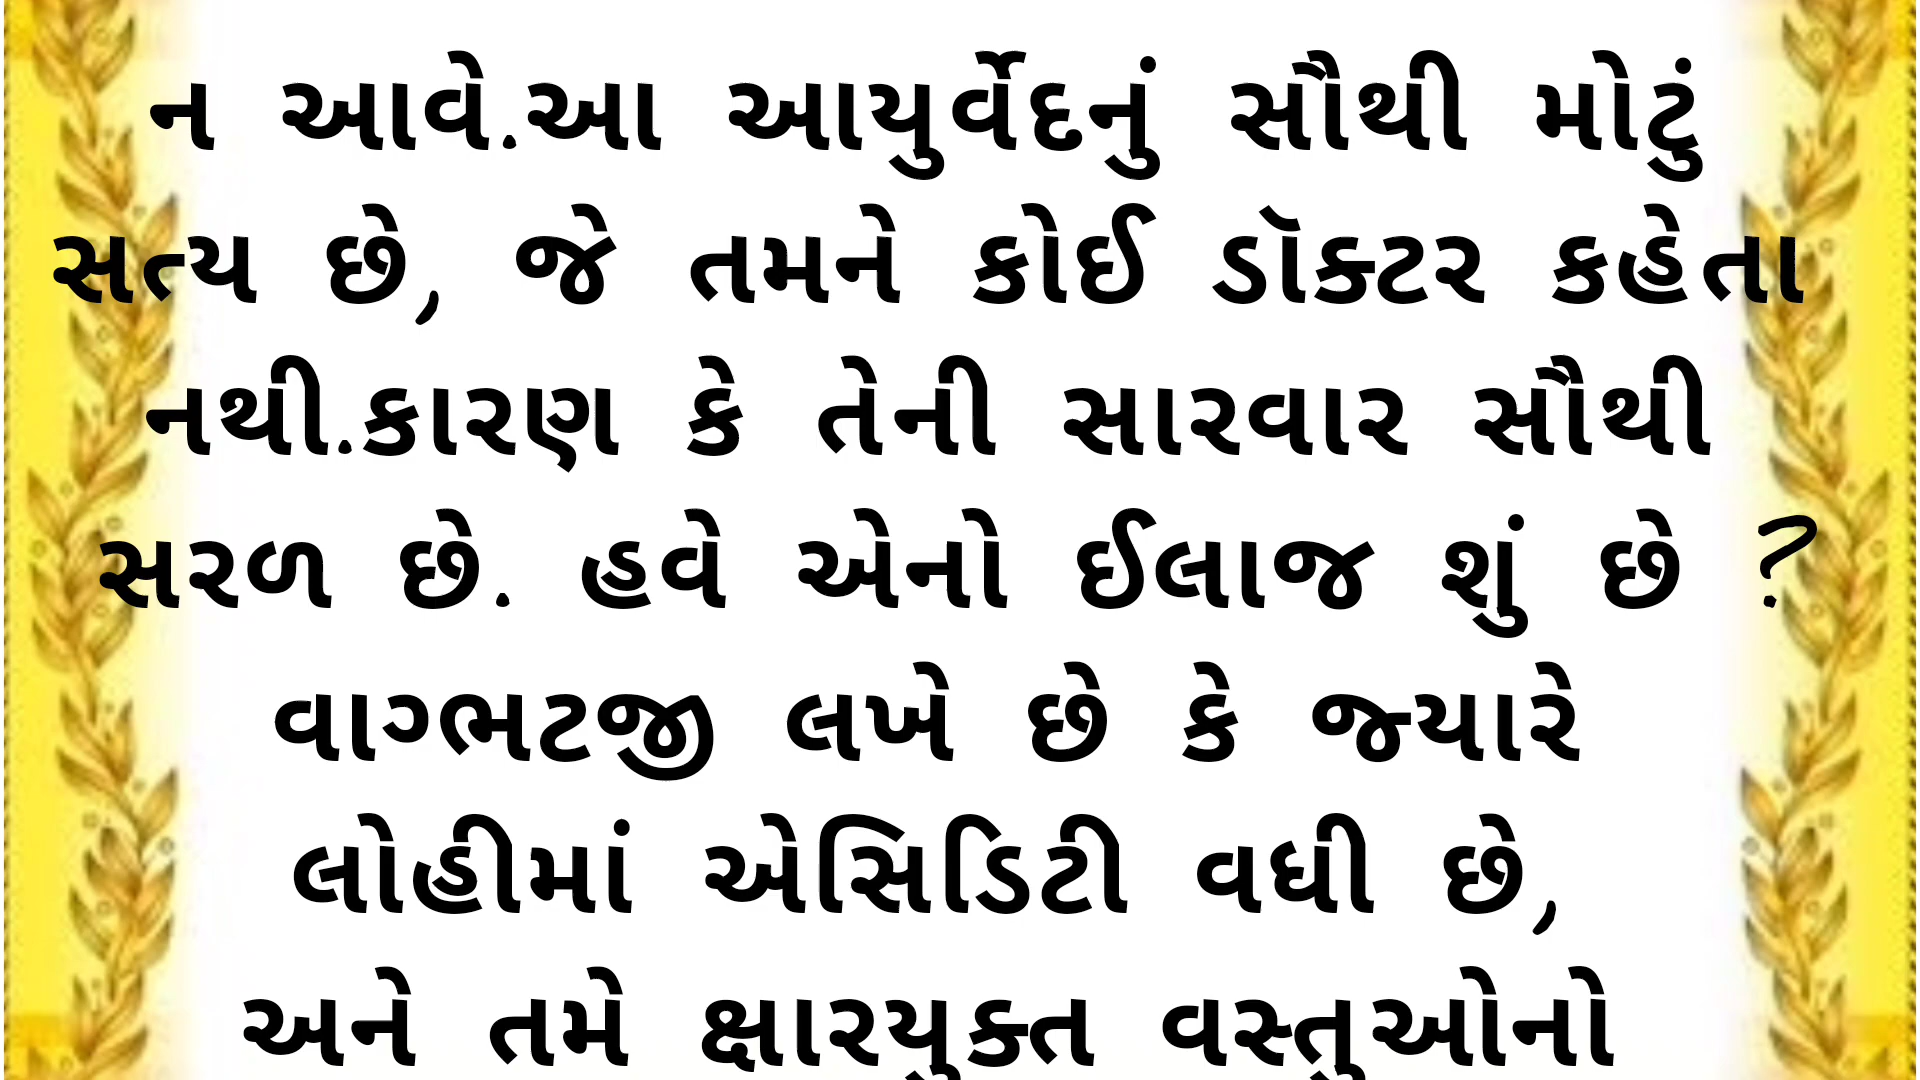 ન આવે.આ આયુર્વેદનું સૌથી મોટું
સત્ય છે, જે તમને કોઈ ડૉક્ટર કહેતા
નથી.કારણ કે તેની સારવાર સૌથી
સરળ છે. હવે એનો ઈલાજ શું છે ?
વાગ્ભટજી લખે છે કે જ્યારે
લોહીમાં એસિડિટી વધી છે,
અને તમે ક્ષારયુક્ત વસ્તુઓનો